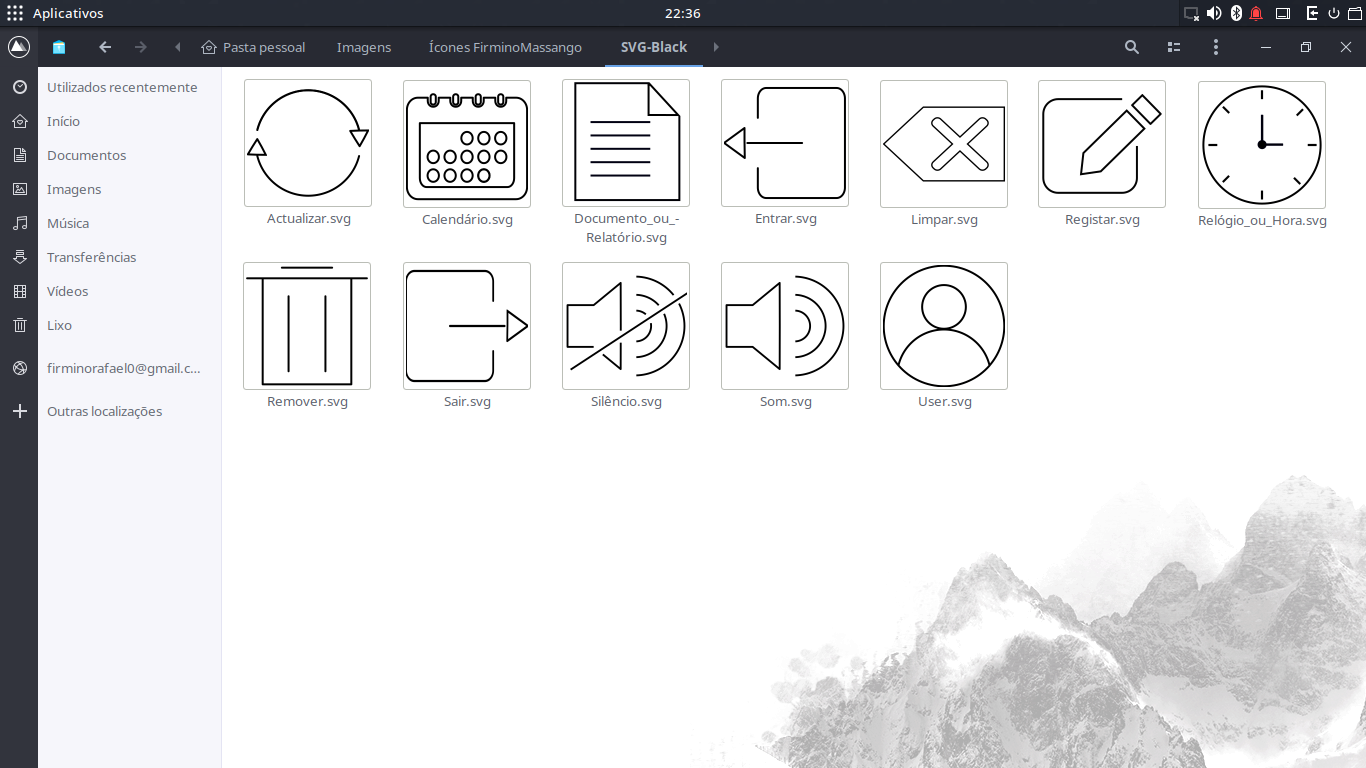 Aplicativos
22:36
Pasta pessoal
Imagens
Ícones FirminoMassango
SVG-Black
Utilizados recentemente
Início
Documentos
Imagens
Música
Transferências
Vídeos
Lixo
firminorafael0@gmail.c...
Outras localizações
Actualizar.svg
Calendário.svg
Documento_ou_-
Relatório.svg
Entrar.svg
Limpar.svg
Registar.svg
Relógio_ou_Hora.svg
Remover.svg
Sair.svg
Silêncio.svg
Som.svg
User.svg